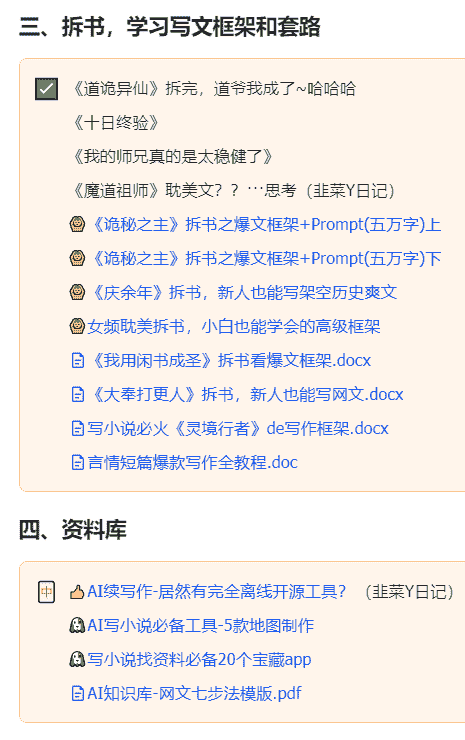 三、拆书，学习写文框架和套路
《道诡异仙》拆完，道爷我成了~哈哈哈
《十日终验》
《我的师兄真的是太稳健了》
《魔道祖师》耽美文？？…思考（韭菜Y日记）
《诡秘之主》拆书之爆文框架+Prompt(五万字)上
《诡秘之主》拆书之爆文框架+Prompt(五万字)下
《庆余年》拆书，新人也能写架空历史爽文
女频耽美拆书，小白也能学会的高级框架
《我用闲书成圣》拆书看爆文框架.docx
《大奉打更人》拆书，新人也能写网文.docx
写小说必火《灵境行者》de写作框架.docx
言情短篇爆款写作全教程.doc
四、资料库
中
AI续写作-居然有完全离线开源工具？（韭菜Y日记）
AI写小说必备工具-5款地图制作
写小说找资料必备20个宝藏app
AI知识库-网文七步法模版.pdf